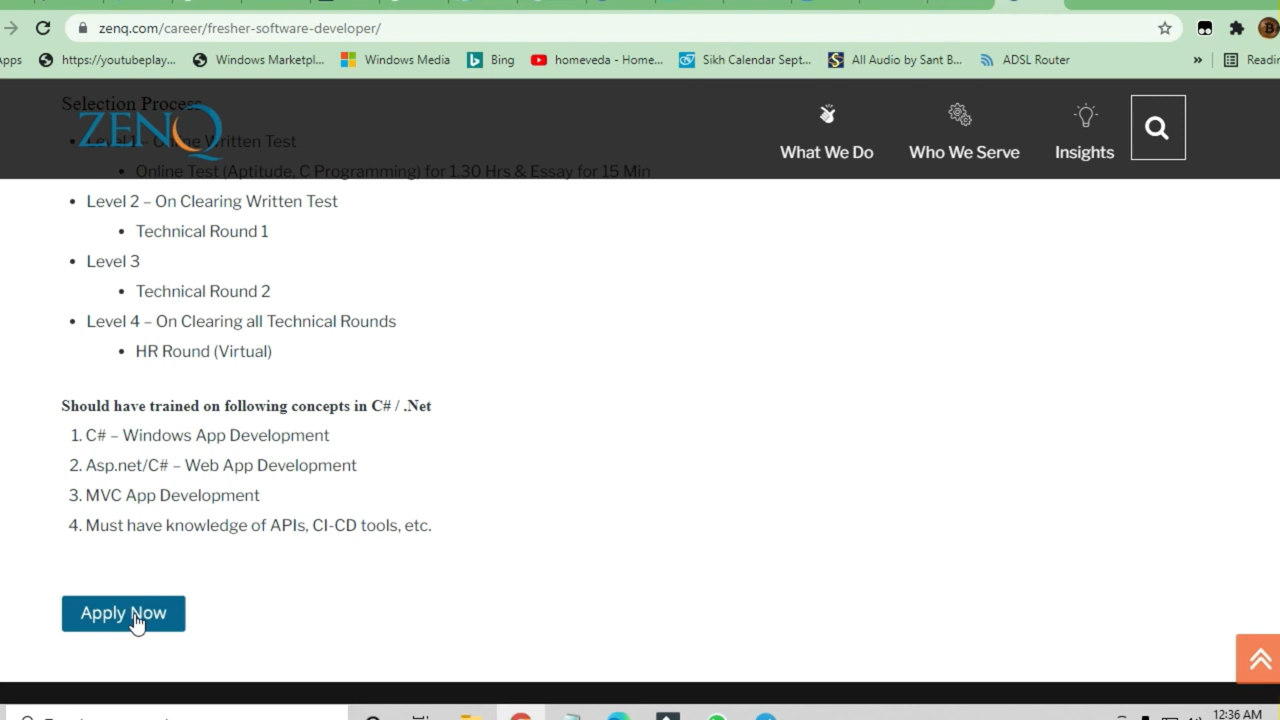 zenq.com/career/fresher-software-developer/
Apps https://youtubeplay... Windows Marketpl... Windows Media Bing homeveda - Home... Sikh Calendar Sept... All Audio by Sant B... ADSL Router »
Selection Process
ZENQ
What We Do Who We Serve Insights
Level 1 – Online Written Test
Online Test (Aptitude, C Programming) for 1.30 Hrs & Essay for 15 Min
Level 2 – On Clearing Written Test
Technical Round 1
Level 3
Technical Round 2
Level 4 – On Clearing all Technical Rounds
HR Round (Virtual)
Should have trained on following concepts in C# / .Net
1. C# – Windows App Development
2. Asp.net/C# – Web App Development
3. MVC App Development
4. Must have knowledge of APIs, CI-CD tools, etc.
Apply Now
12:36 AM